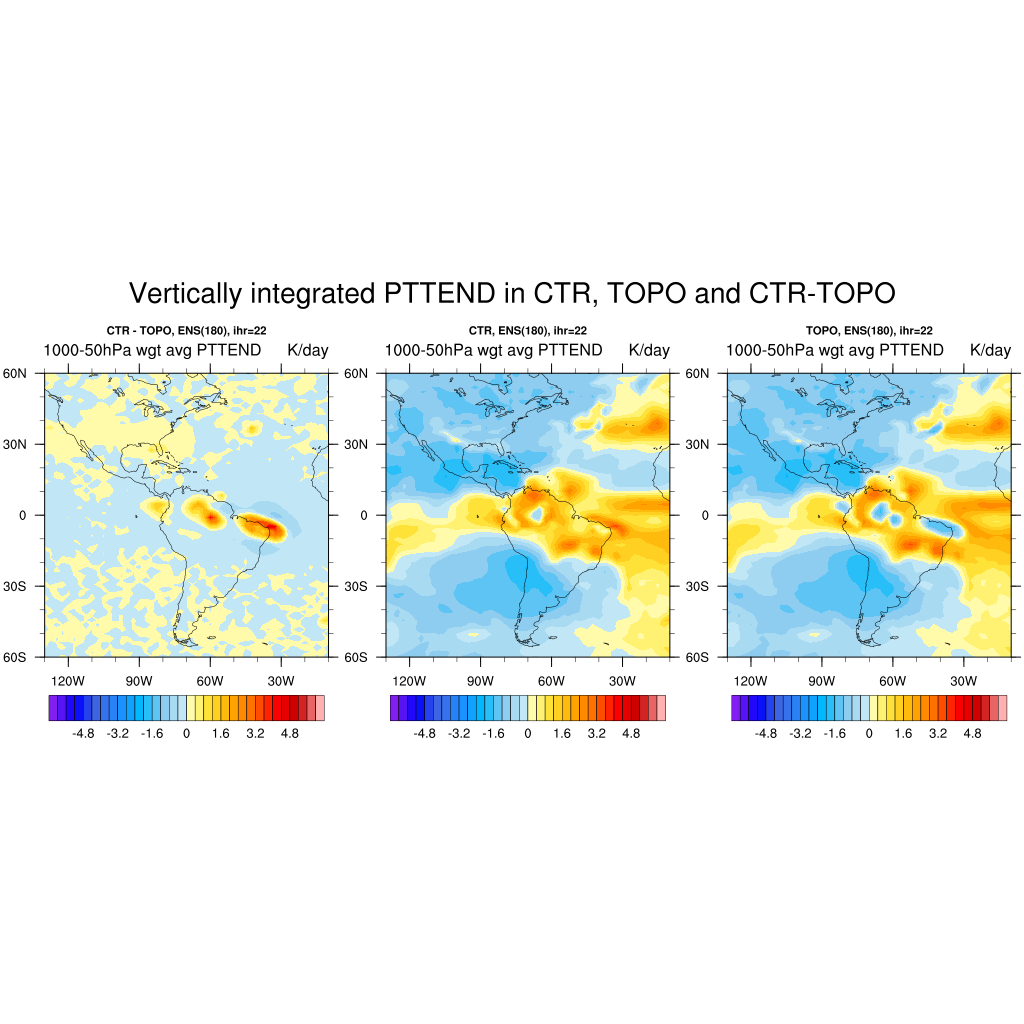 Vertically integrated PTTEND in CTR, TOPO and CTR-TOPO
CTR - TOPO, ENS(180), ihr=22
1000-50hPa wgt avg PTTEND K/day
60N
30N
0
30S
60S
120W 90W 60W 30W
-4.8 -3.2 -1.6 0 1.6 3.2 4.8
CTR, ENS(180), ihr=22
1000-50hPa wgt avg PTTEND K/day
60N
30N
0
30S
60S
120W 90W 60W 30W
-4.8 -3.2 -1.6 0 1.6 3.2 4.8
TOPO, ENS(180), ihr=22
1000-50hPa wgt avg PTTEND K/day
60N
30N
0
30S
60S
120W 90W 60W 30W
-4.8 -3.2 -1.6 0 1.6 3.2 4.8